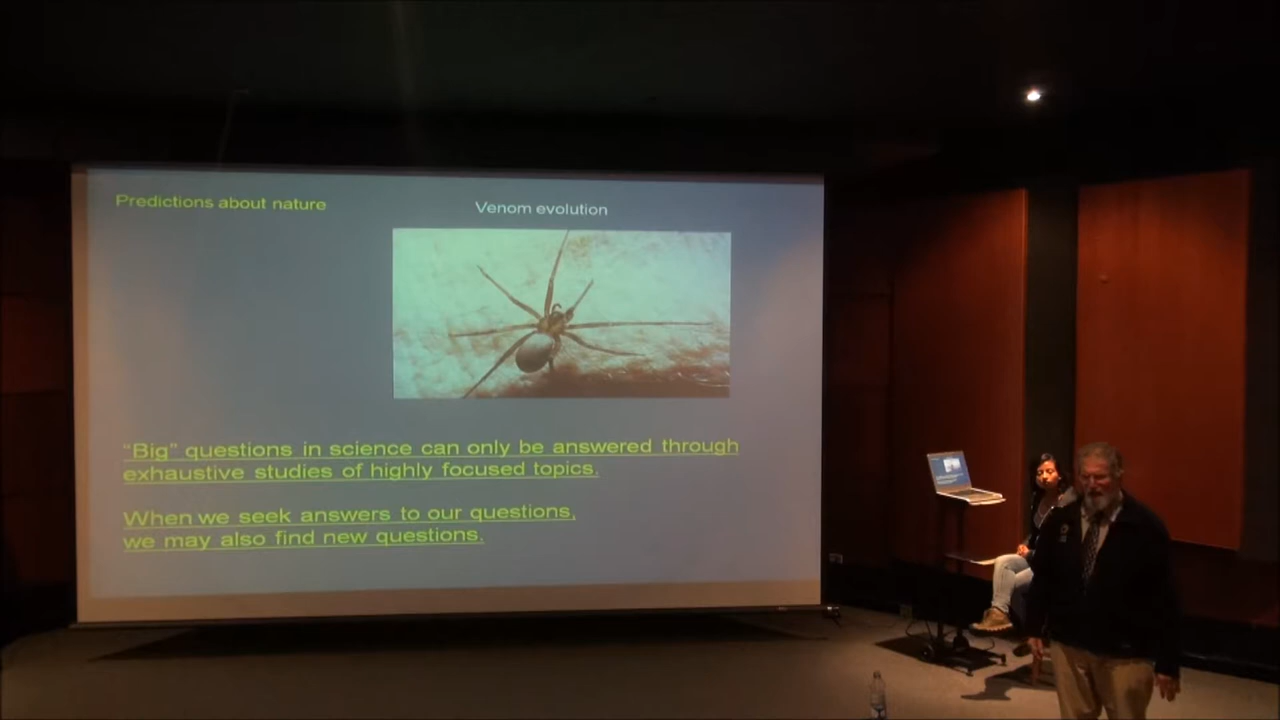 Predictions about nature
Venom evolution
“Big” questions in science can only be answered through
exhaustive studies of highly focused topics.
When we seek answers to our questions,
we may also find new questions.